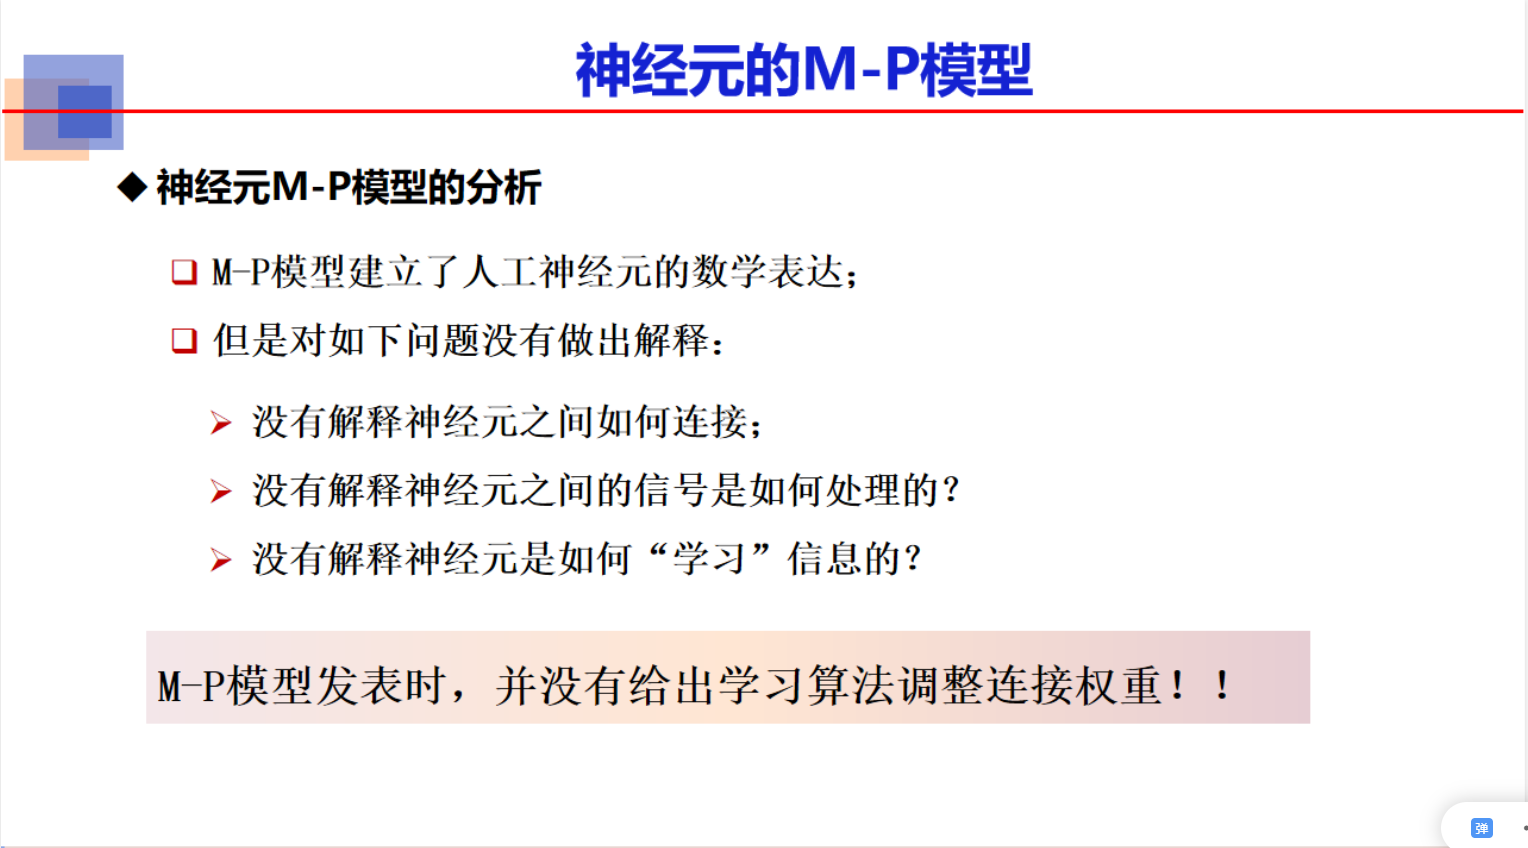 神经元的M-P模型
神经元M-P模型的分析
M-P模型建立了人工神经元的数学表达；
但是对如下问题没有做出解释：
没有解释神经元之间如何连接；
没有解释神经元之间的信号是如何处理的？
没有解释神经元是如何“学习”信息的？
M-P模型发表时，并没有给出学习算法调整连接权重！！
弹